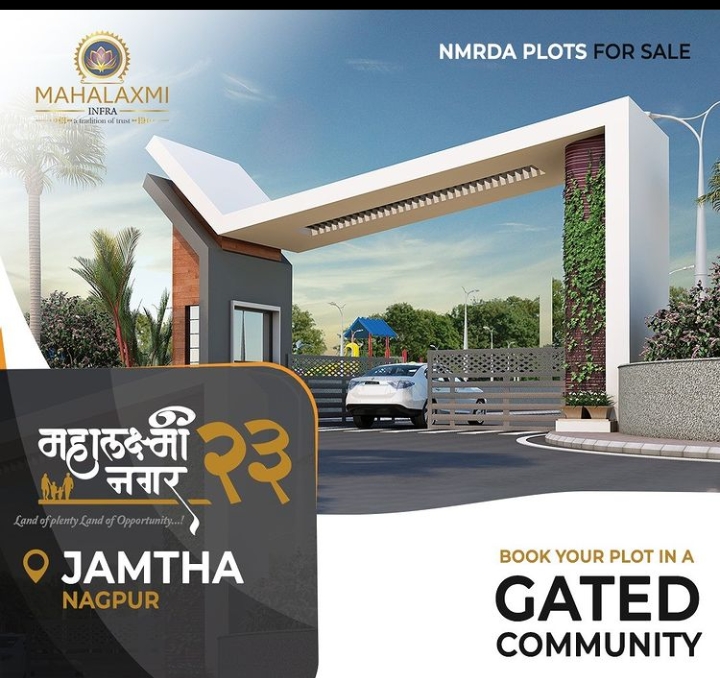 MAHALAXMI
INFRA
a tradition of trust
NMRDA PLOTS FOR SALE
महालक्ष्मी
नगर २३
Land of plenty Land of Opportunity...!
JAMTHA
NAGPUR
BOOK YOUR PLOT IN A
GATED
COMMUNITY